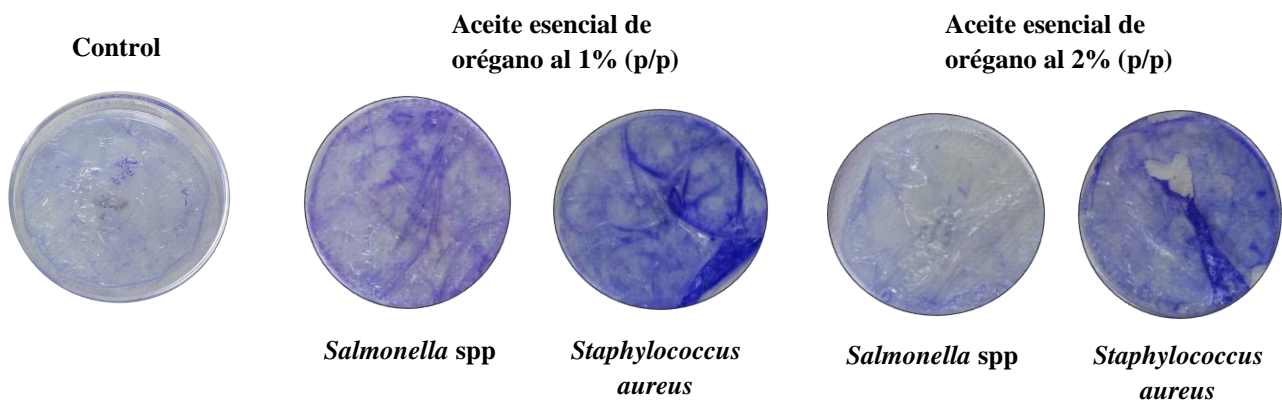 Control
Aceite esencial de
orégano al 1% (p/p)
Aceite esencial de
orégano al 2% (p/p)
Salmonella spp
Staphylococcus
aureus
Salmonella spp
Staphylococcus
aureus